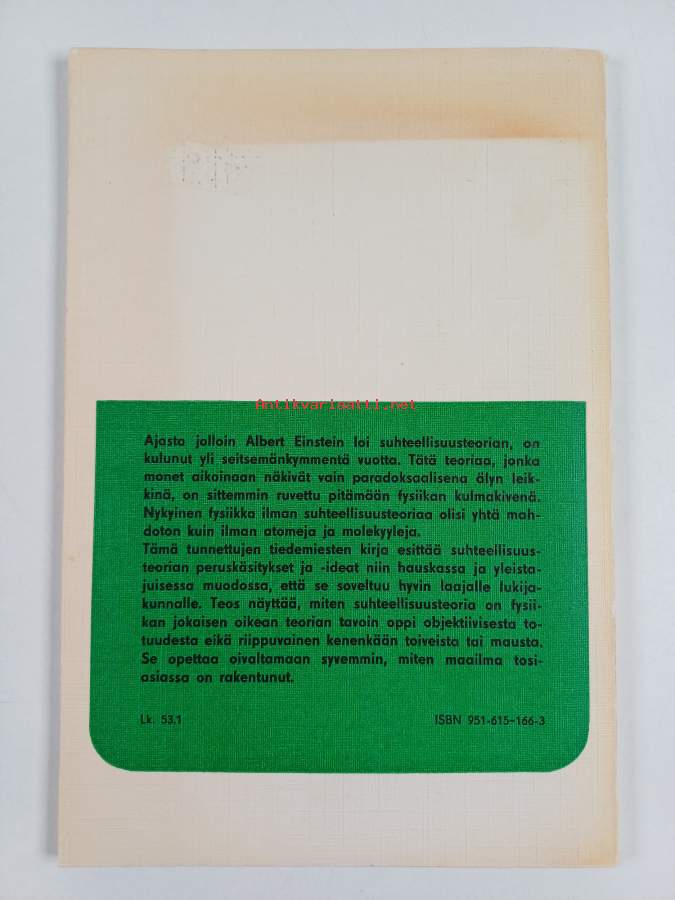 Antikvariaatti.net
Ajasta jolloin Albert Einstein loi suhteellisuusteorian, on
kulunut yli seitsemänkymmentä vuotta. Tätä teoriaa, jonka
monet aikoinaan näkivät vain paradoksaalisena älyn leik-
kinä, on sittemmin ruvettu pitämään fysiikan kulmakivenä.
Nykyinen fysiikka ilman suhteellisuusteoriaa olisi yhtä mah-
doton kuin ilman atomeja ja molekyylejä.
Tämä tunnettujen tiedemiesten kirja esittää suhteellisuus-
teorian peruskäsitykset ja -ideat niin hauskassa ja yleista-
juisessa muodossa, että se soveltuu hyvin laajalle lukija-
kunnalle. Teos näyttää, miten suhteellisuusteoria on fysii-
kan jokaisen oikean teorian tavoin oppi objektiivisesta to-
tuudesta eikä riippuvainen kenenkään toiveista tai mausta.
Se opettaa oivaltamaan syvemmin, miten maailma tosi-
asiassa on rakentunut.
Lk. 53.1
ISBN 951-615-166-3